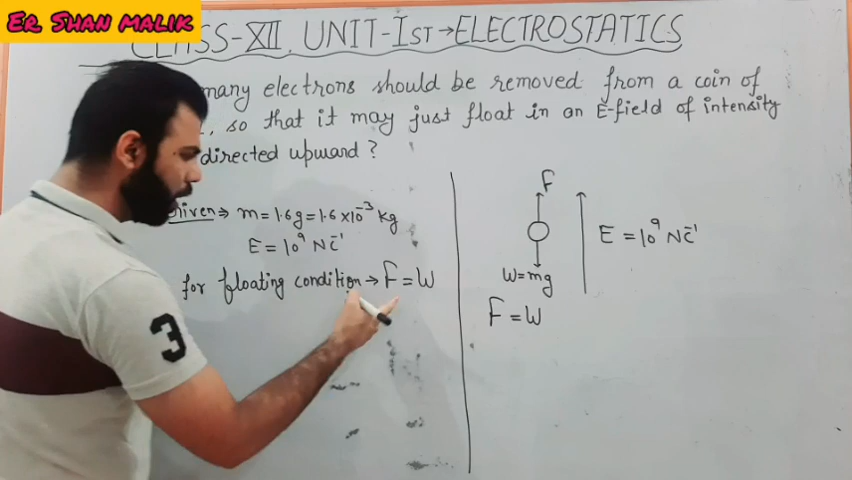 Er. Shan malik
CLASS-XII, UNIT-Ist→ELECTROSTATICS
many electrons should be removed from a coin of
, so that it may just float in an E-field of intensity
directed upward ?
Given → m = 1.6g = 1.6 × 10⁻³ kg
E = 10⁹ NC⁻¹
for floating condition → F = W
F
E = 10⁹ NC⁻¹
W = mg
F = W
3